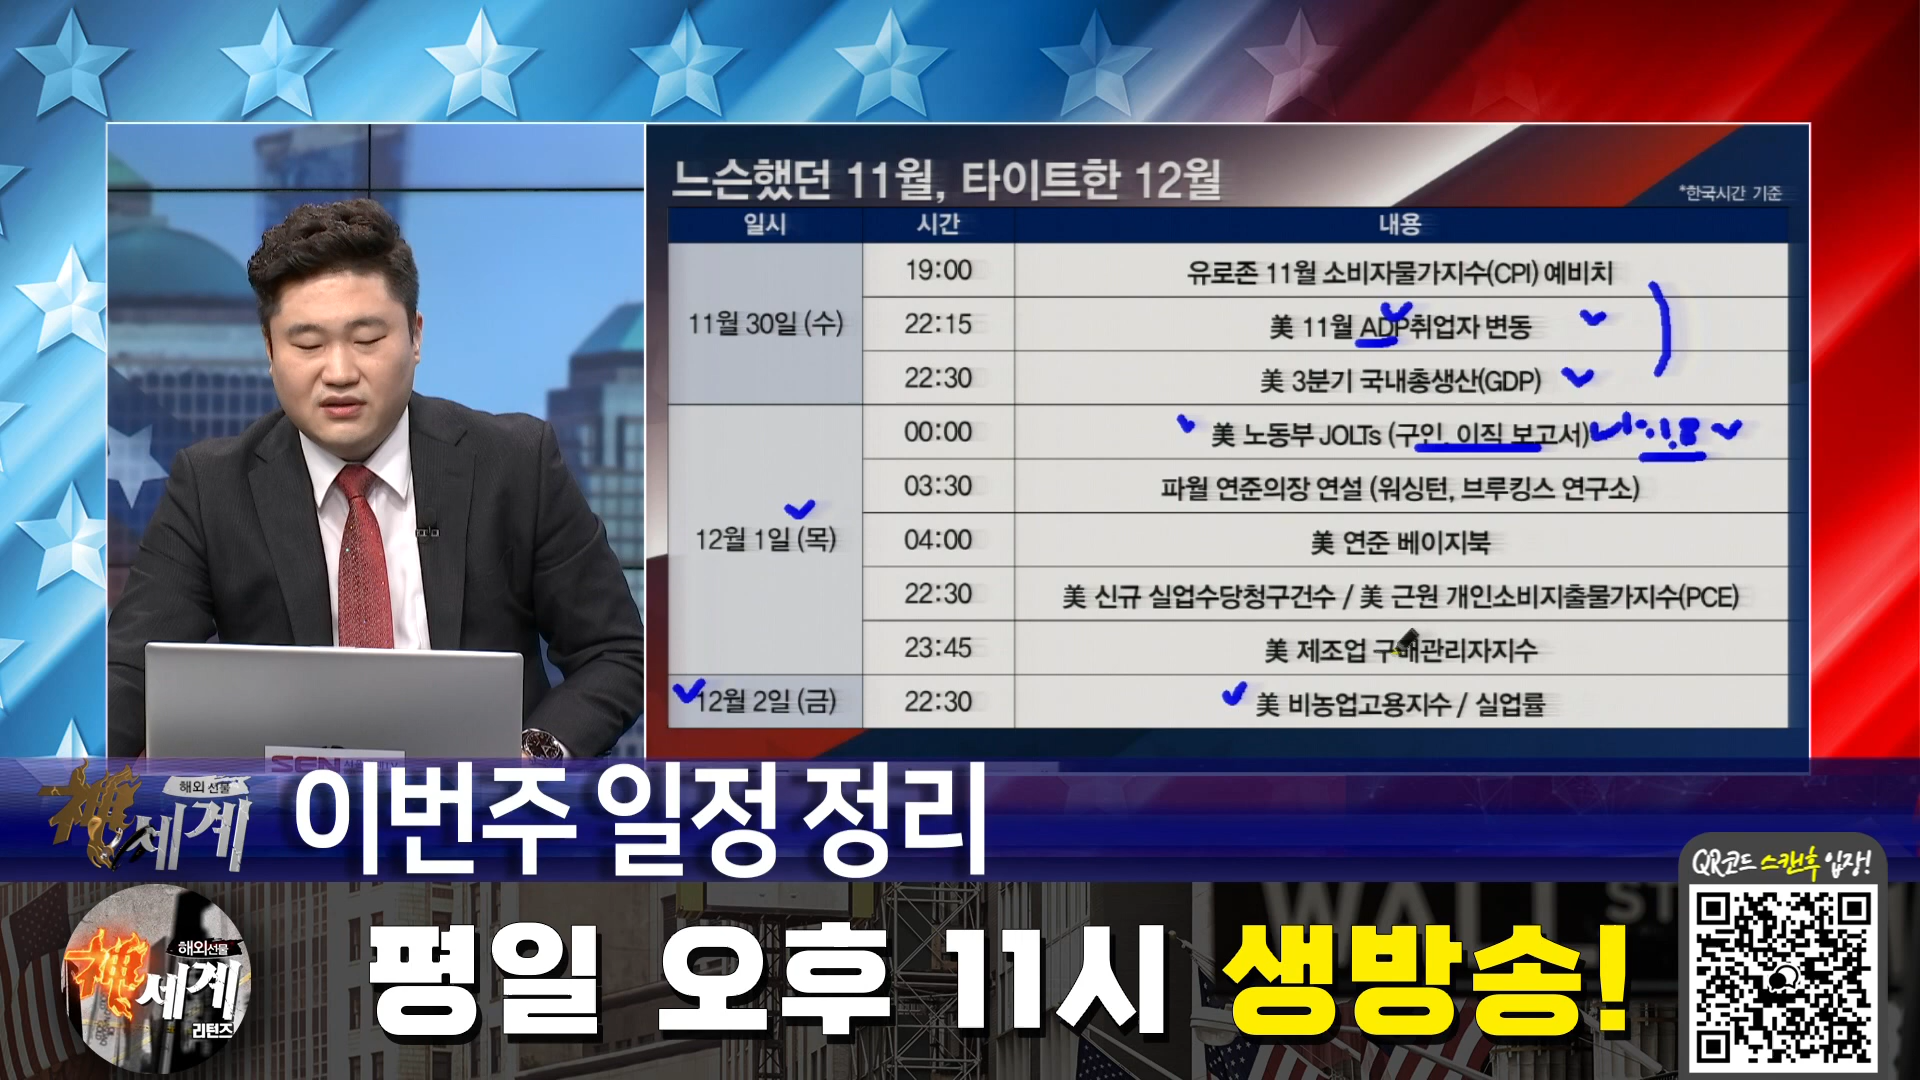 느슨했던 11월, 타이트한 12월
*한국시간 기준
일시 시간 내용
11월 30일 (수)
19:00 유로존 11월 소비자물가지수(CPI) 예비치
22:15 美 11월 ADP취업자 변동
22:30 美 3분기 국내총생산(GDP)
12월 1일 (목)
00:00 美 노동부 JOLTs (구인, 이직 보고서)
03:30 파월 연준의장 연설 (워싱턴, 브루킹스 연구소)
04:00 美 연준 베이지북
22:30 美 신규 실업수당청구건수 / 美 근원 개인소비지출물가지수(PCE)
23:45 美 제조업 구매관리자지수
12월 2일 (금)
22:30 美 비농업고용지수 / 실업률
SEN
해외선물
神세계
이번주 일정 정리
해외선물
神세계
리턴즈
평일 오후 11시 생방송!
WALL ST
QR코드 스캔후 입장!